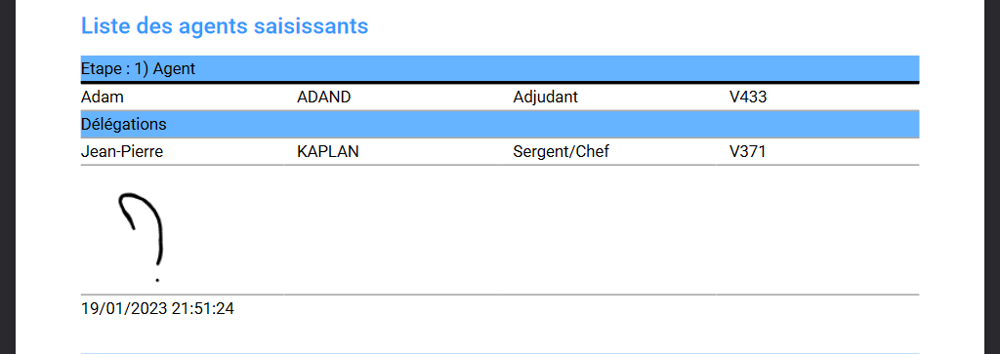 Liste des agents saisissants
Etape : 1) Agent
Adam ADAND Adjudant V433
Délégations
Jean-Pierre KAPLAN Sergent/Chef V371
?
19/01/2023 21:51:24